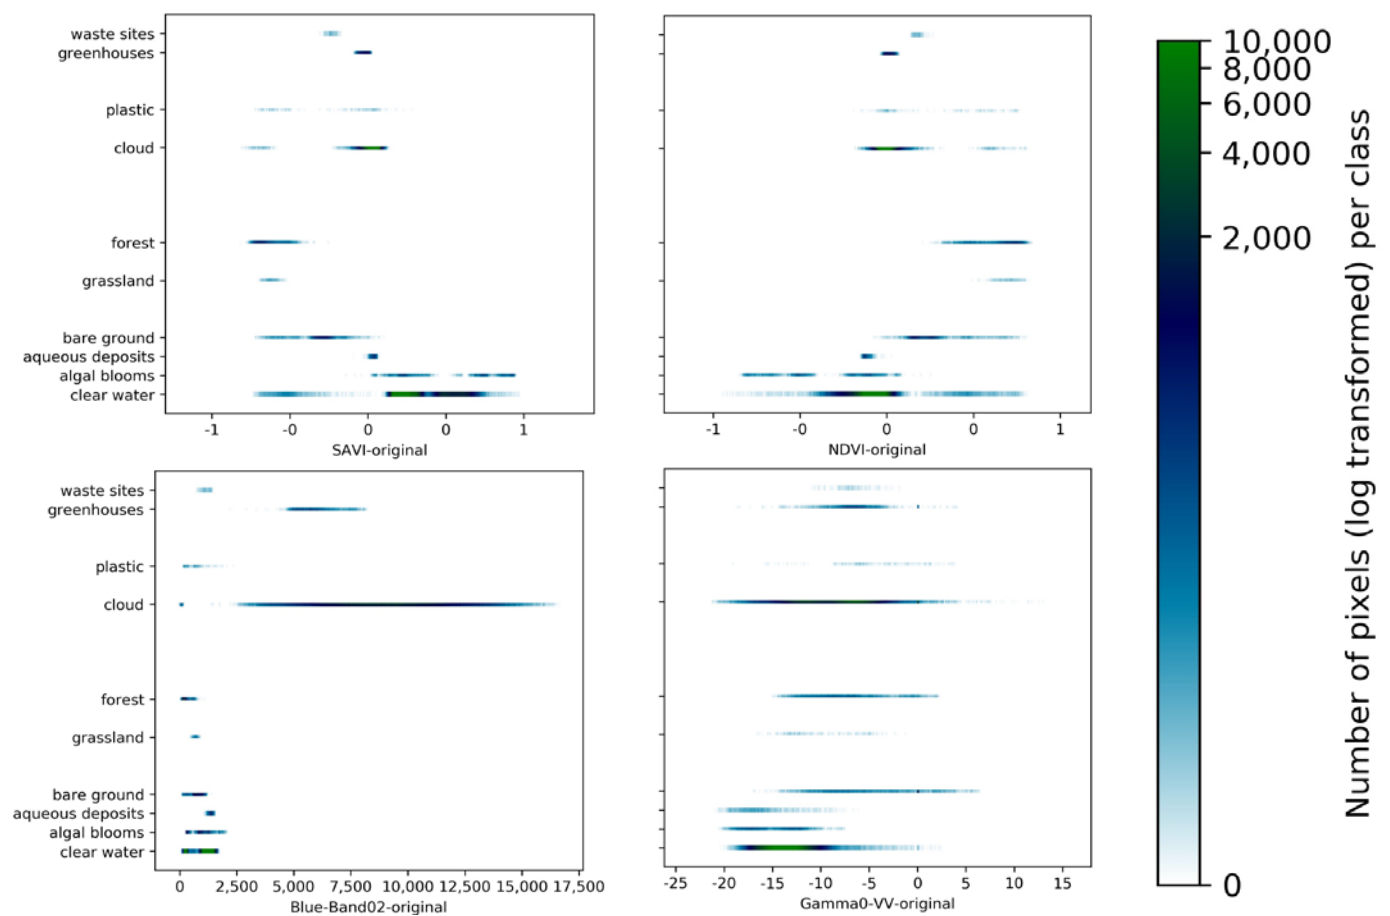 waste sites
greenhouses
plastic
cloud
forest
grassland
bare ground
aqueous deposits
algal blooms
clear water
-1 -0 0 0 1
SAVI-original
-1 -0 0 0 1
NDVI-original
waste sites
greenhouses
plastic
cloud
forest
grassland
bare ground
aqueous deposits
algal blooms
clear water
0 2,500 5,000 7,500 10,000 12,500 15,000 17,500
Blue-Band02-original
-25 -20 -15 -10 -5 0 5 10 15
Gamma0-VV-original
10,000
8,000
6,000
4,000
2,000
0
Number of pixels (log transformed) per class